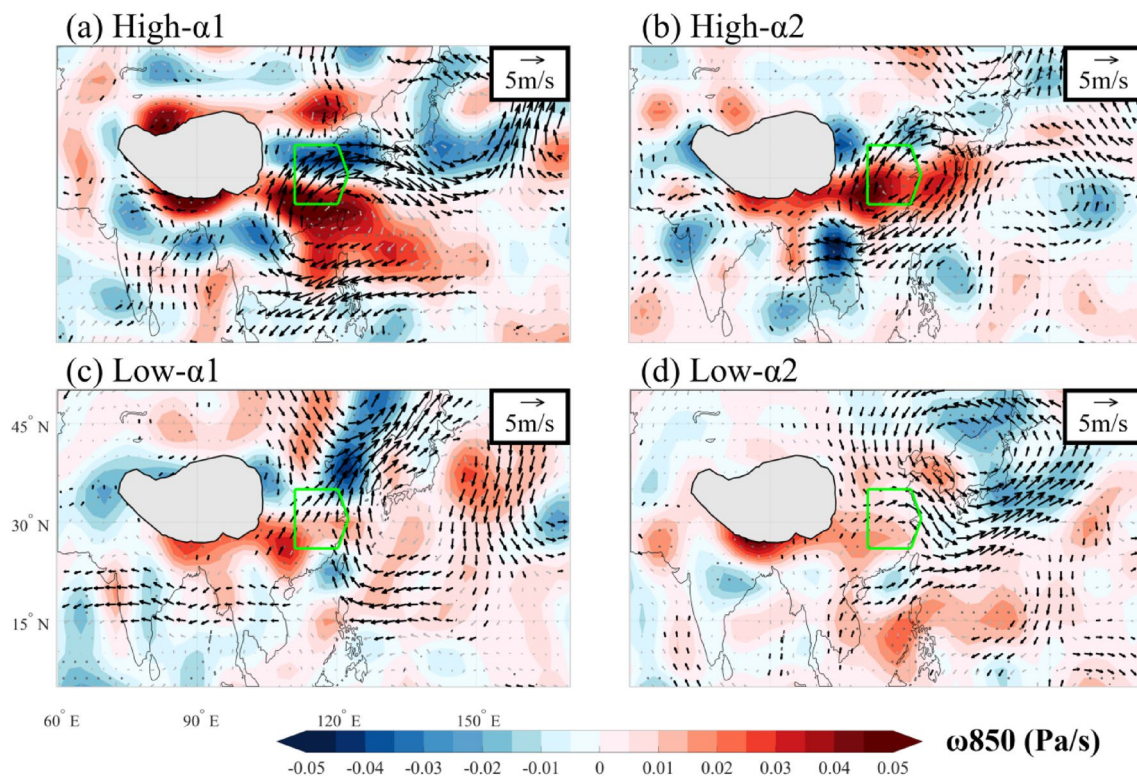 (a) High-α1
5m/s
(b) High-α2
5m/s
(c) Low-α1
5m/s
(d) Low-α2
5m/s
45° N
30° N
15° N
60° E 90° E 120° E 150° E
-0.05 -0.04 -0.03 -0.02 -0.01 0 0.01 0.02 0.03 0.04 0.05
ω850 (Pa/s)